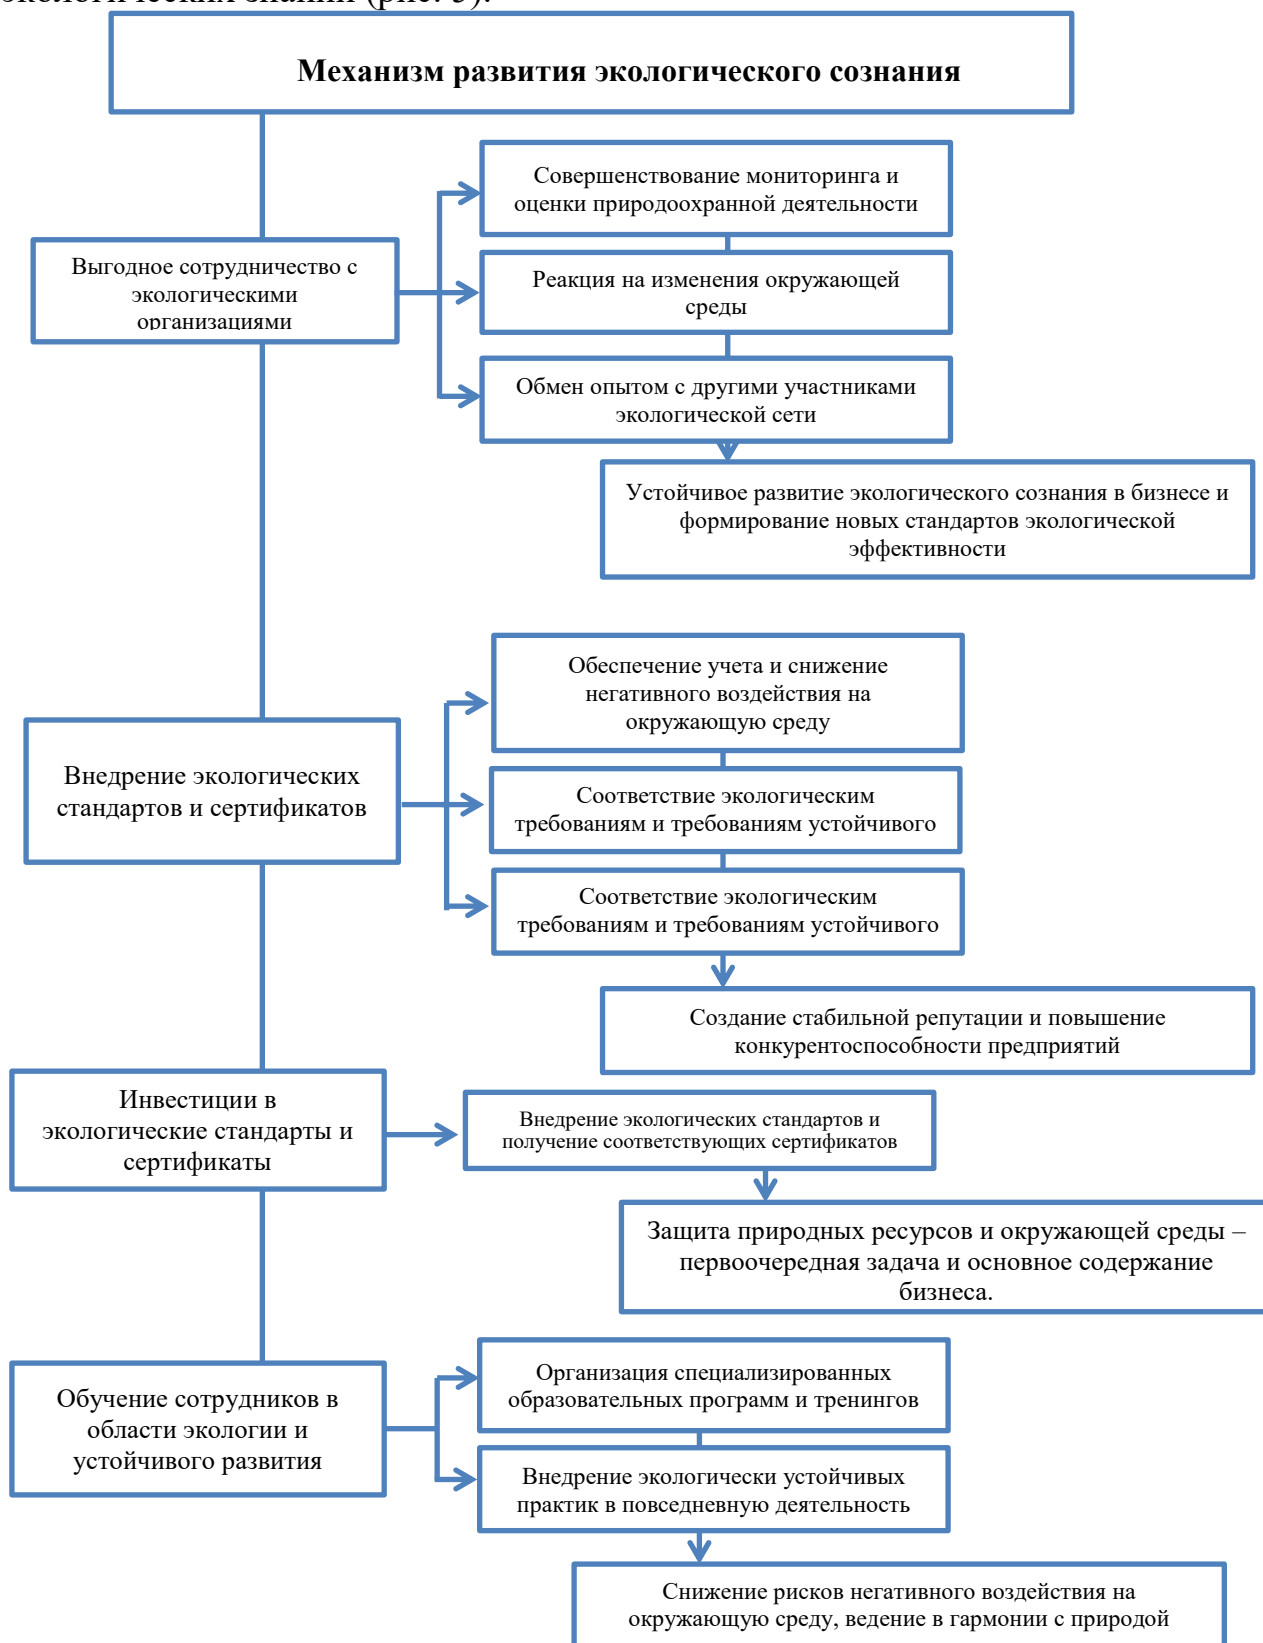 экологических знаний (рис. 3).
Механизм развития экологического сознания
Совершенствование мониторинга и
оценки природоохранной деятельности
Выгодное сотрудничество с
экологическими
организациями
Реакция на изменения окружающей
среды
Обмен опытом с другими участниками
экологической сети
Устойчивое развитие экологического сознания в бизнесе и
формирование новых стандартов экологической
эффективности
Обеспечение учета и снижение
негативного воздействия на
окружающую среду
Внедрение экологических
стандартов и сертификатов
Соответствие экологическим
требованиям и требованиям устойчивого
Соответствие экологическим
требованиям и требованиям устойчивого
Создание стабильной репутации и повышение
конкурентоспособности предприятий
Инвестиции в
экологические стандарты и
сертификаты
Внедрение экологических стандартов и
получение соответствующих сертификатов
Защита природных ресурсов и окружающей среды –
первоочередная задача и основное содержание
бизнеса.
Обучение сотрудников в
области экологии и
устойчивого развития
Организация специализированных
образовательных программ и тренингов
Внедрение экологически устойчивых
практик в повседневную деятельность
Снижение рисков негативного воздействия на
окружающую среду, ведение в гармонии с природой